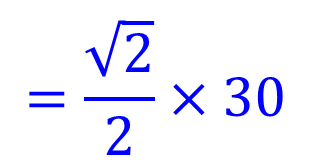 = √2/2 × 30